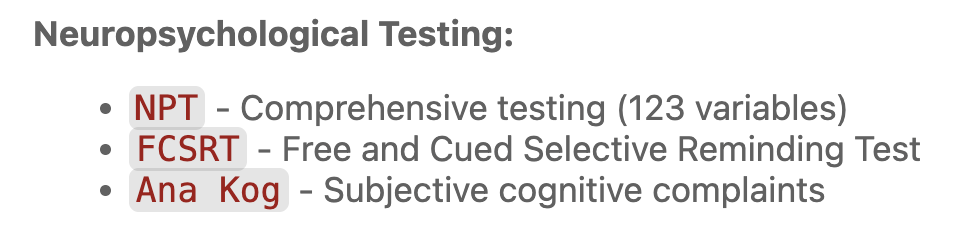 Neuropsychological Testing:
• NPT - Comprehensive testing (123 variables)
• FCSRT - Free and Cued Selective Reminding Test
• Ana Kog - Subjective cognitive complaints